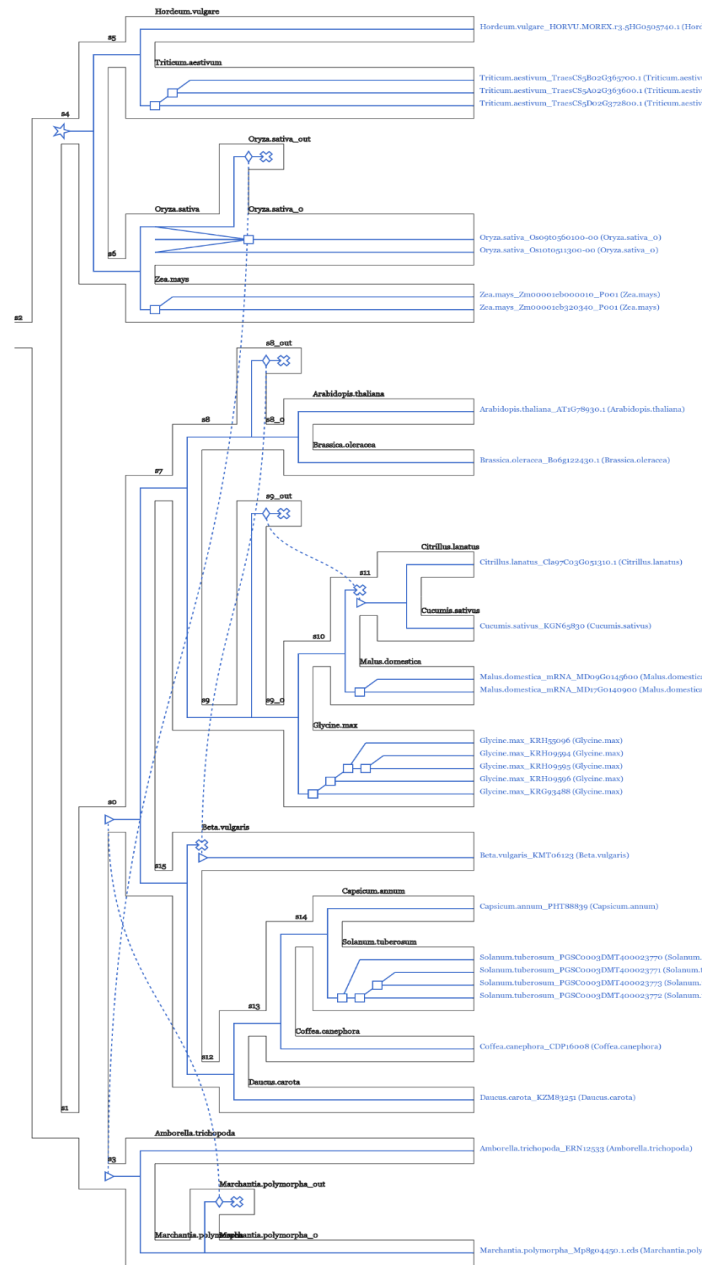 Hordeum.vulgare
Hordeum.vulgare_HORVU.MOREX.r3.5HG0505740.1 (Hord
s5
Triticum.aestivum
Triticum.aestivum_TraesCS5B02G365700.1 (Triticum.aestiv
Triticum.aestivum_TraesCS5A02G363600.1 (Triticum.aestiv
Triticum.aestivum_TraesCS5D02G372800.1 (Triticum.aestiv
s4
Oryza.sativa_out
Oryza.sativa
Oryza.sativa_0
Oryza.sativa_Os09t0560100-00 (Oryza.sativa_0)
Oryza.sativa_Os10t0511300-00 (Oryza.sativa_0)
s6
Zea.mays
Zea.mays_Zm00001eb000016_P001 (Zea.mays)
Zea.mays_Zm00001eb320340_P001 (Zea.mays)
s2
s8_out
Arabidopis.thaliana
Arabidopis.thaliana_AT1G78930.1 (Arabidopis.thaliana)
s8
s8_0
Brassica.oleracea
Brassica.oleracea_Bo6g122430.1 (Brassica.oleracea)
s7
s9_out
Citrillus.lanatus
Citrillus.lanatus_Cla97C03G051310.1 (Citrillus.lanatus)
s11
Cucumis.sativus
Cucumis.sativus_KGN65830 (Cucumis.sativus)
s10
Malus.domestica
Malus.domestica_mRNA_MD09G0145600 (Malus.domestica
Malus.domestica_mRNA_MD17G0140900 (Malus.domestica
s9
s9_0
Glycine.max
Glycine.max_KRH55096 (Glycine.max)
Glycine.max_KRH09594 (Glycine.max)
Glycine.max_KRH09595 (Glycine.max)
Glycine.max_KRH09596 (Glycine.max)
Glycine.max_KRG93488 (Glycine.max)
s0
Beta.vulgaris
Beta.vulgaris_KMT06123 (Beta.vulgaris)
s15
Capsicum.annum
Capsicum.annum_PHT88839 (Capsicum.annum)
s14
Solanum.tuberosum
Solanum.tuberosum_PGSC0003DMT400023770 (Solanum.
Solanum.tuberosum_PGSC0003DMT400023771 (Solanum.t
Solanum.tuberosum_PGSC0003DMT400023773 (Solanum.
Solanum.tuberosum_PGSC0003DMT400023772 (Solanum.
s13
Coffea.canephora
Coffea.canephora_CDP16008 (Coffea.canephora)
s12
Daucus.carota
Daucus.carota_KZM83251 (Daucus.carota)
s1
Amborella.trichopoda
Amborella.trichopoda_ERN12533 (Amborella.trichopoda)
s3
Marchantia.polymorpha_out
Marchantia.polymorpha
Marchantia.polymorpha_0
Marchantia.polymorpha_Mp8g04450.1.cds (Marchantia.poly